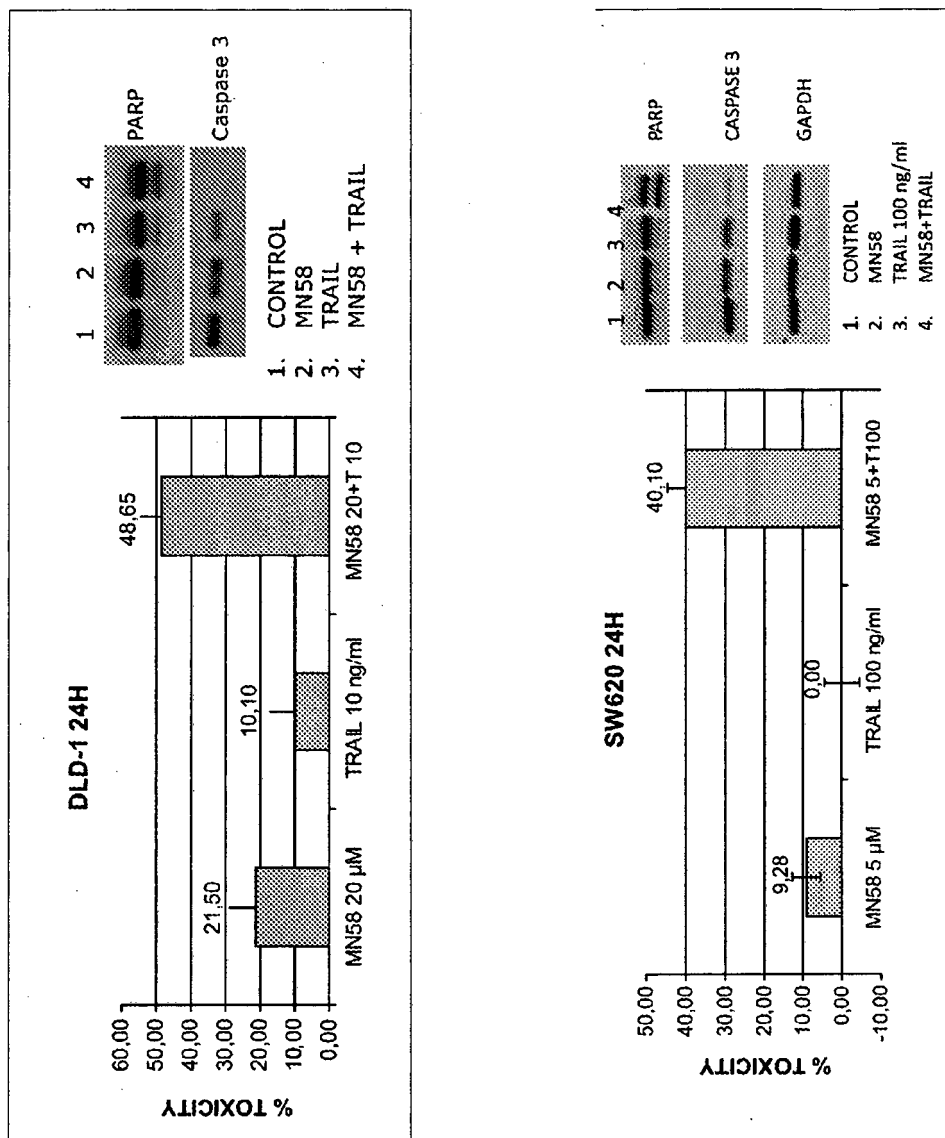 DLD-1 24H
% TOXICITY
60,00
50,00
40,00
30,00
20,00
10,00
0,00
21,50
10,10
48,65
MN58 20 µM
TRAIL 10 ng/ml
MN58 20+T 10
1 2 3 4
PARP
Caspase 3
1. CONTROL
2. MN58
3. TRAIL
4. MN58 + TRAIL
SW620 24H
% TOXICITY
50,00
40,00
30,00
20,00
10,00
0,00
-10,00
9,28
0,00
40,10
MN58 5 µM
TRAIL 100 ng/ml
MN58 5+T100
1 2 3 4
PARP
CASPASE 3
GAPDH
1. CONTROL
2. MN58
3. TRAIL 100 ng/ml
4. MN58+TRAIL